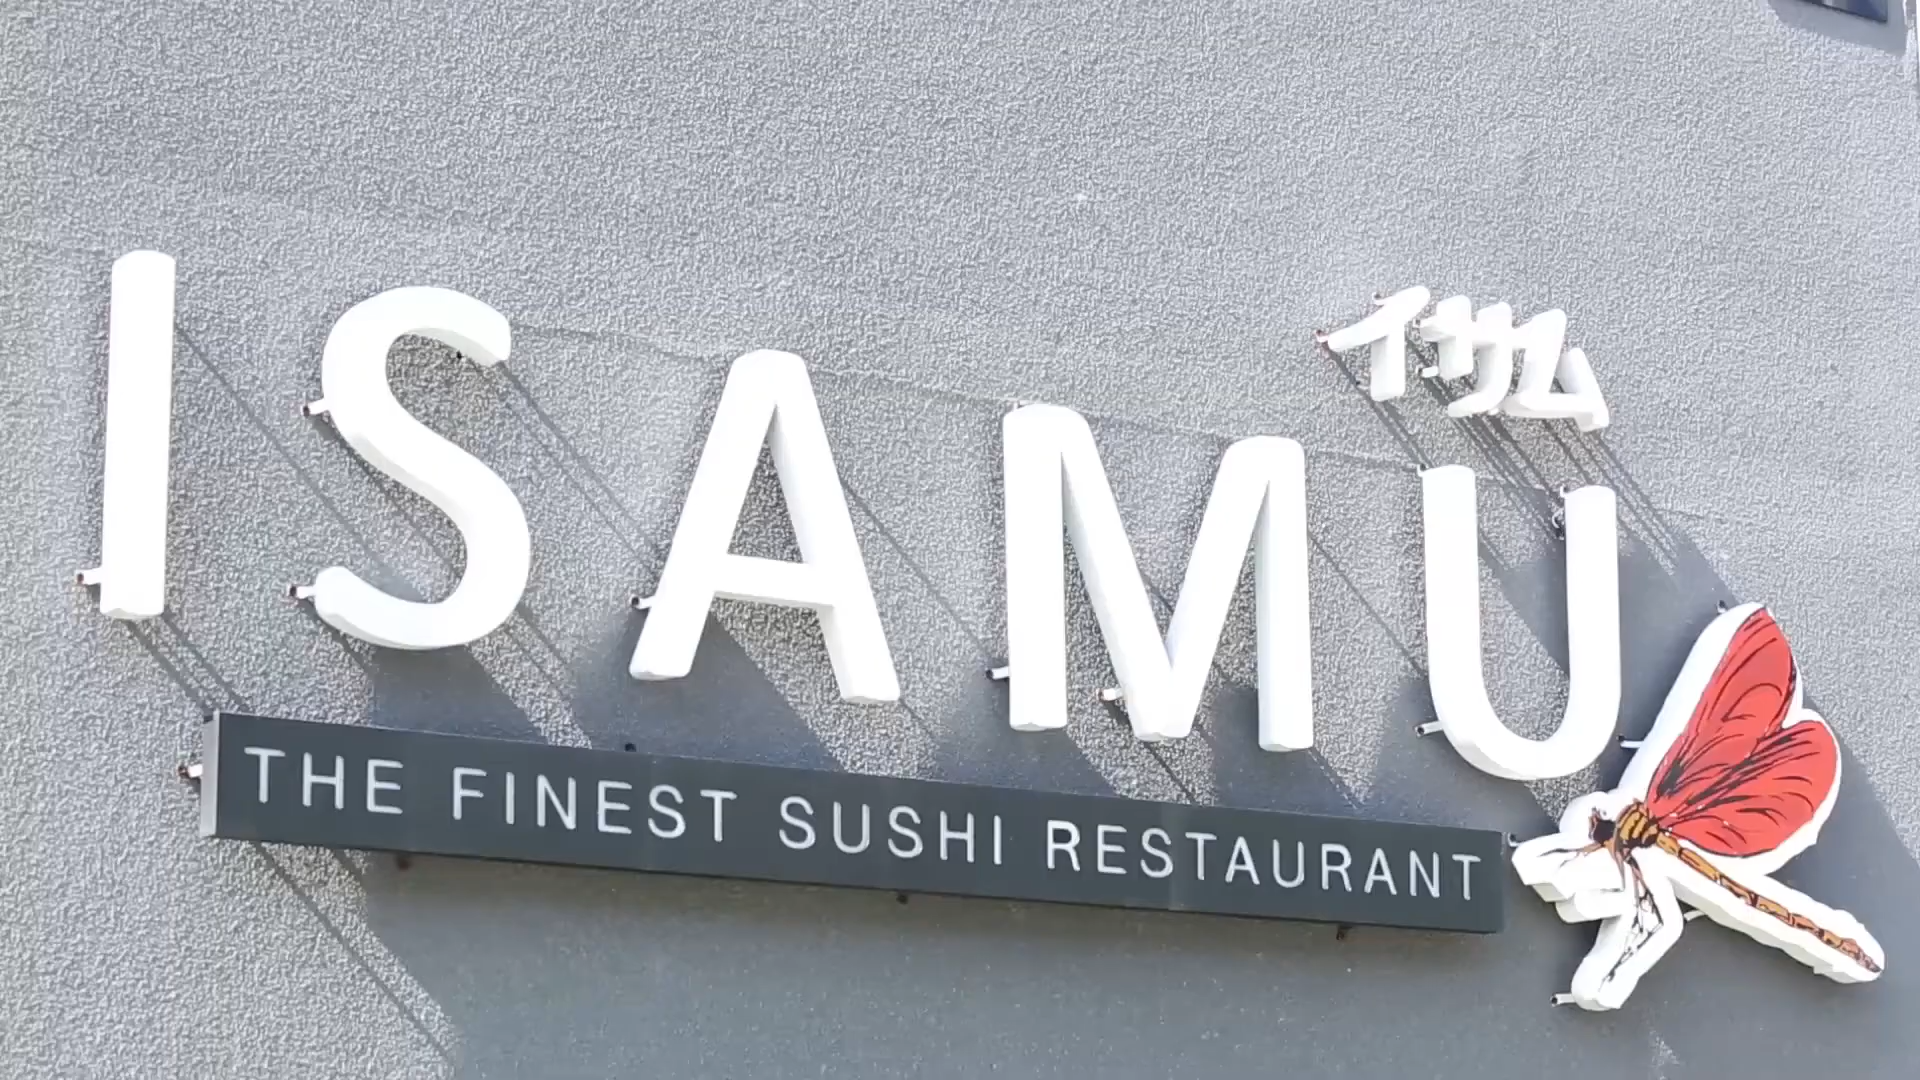 イサム
ISAMU
THE FINEST SUSHI RESTAURANT